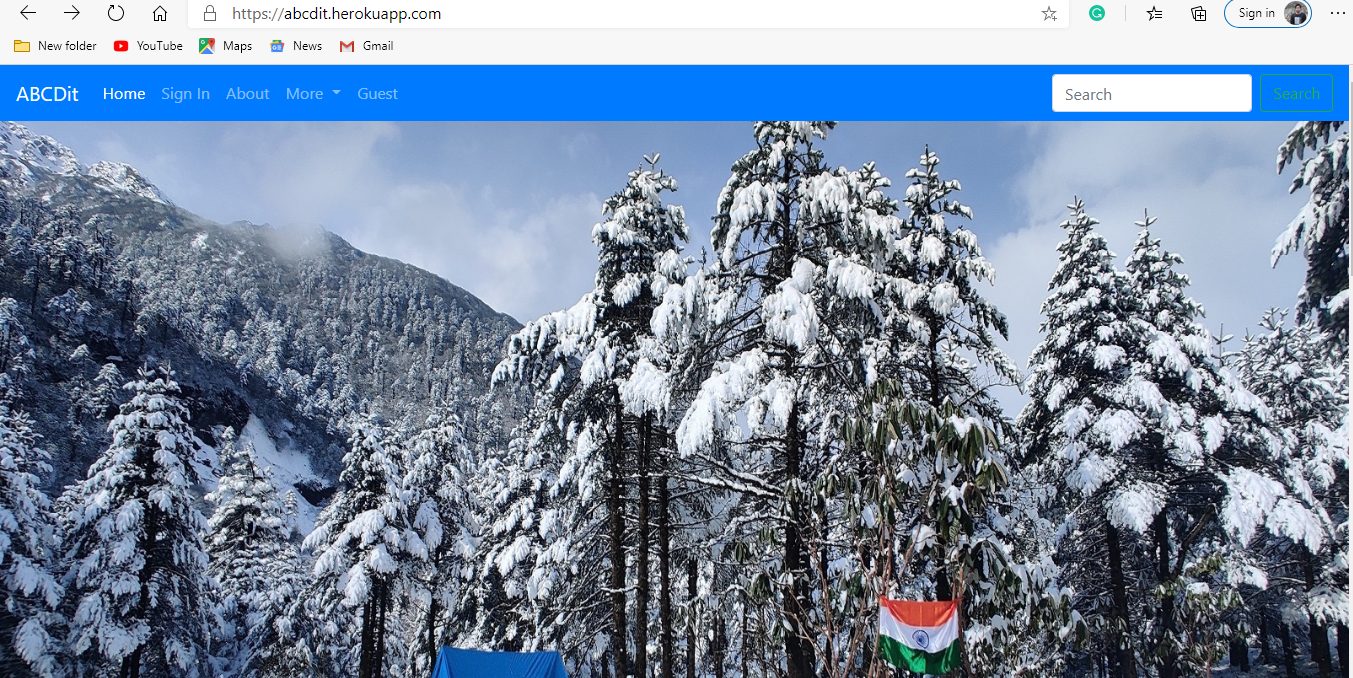 https://abcdit.herokuapp.com
Sign in
New folder YouTube Maps News Gmail
ABCDit Home Sign In About More Guest Search Search